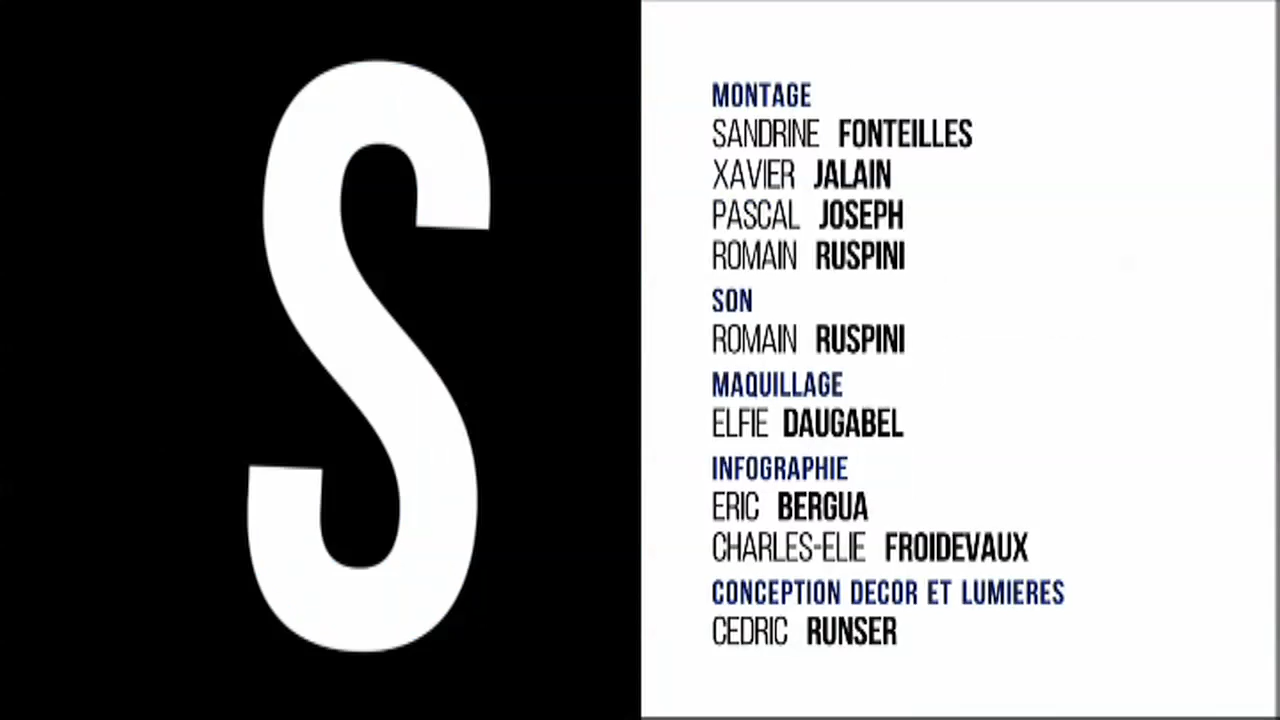 S
MONTAGE
SANDRINE FONTEILLES
XAVIER JALAIN
PASCAL JOSEPH
ROMAIN RUSPINI
SON
ROMAIN RUSPINI
MAQUILLAGE
ELFIE DAUGABEL
INFOGRAPHIE
ERIC BERGUA
CHARLES-ELIE FROIDEVAUX
CONCEPTION DECOR ET LUMIERES
CEDRIC RUNSER